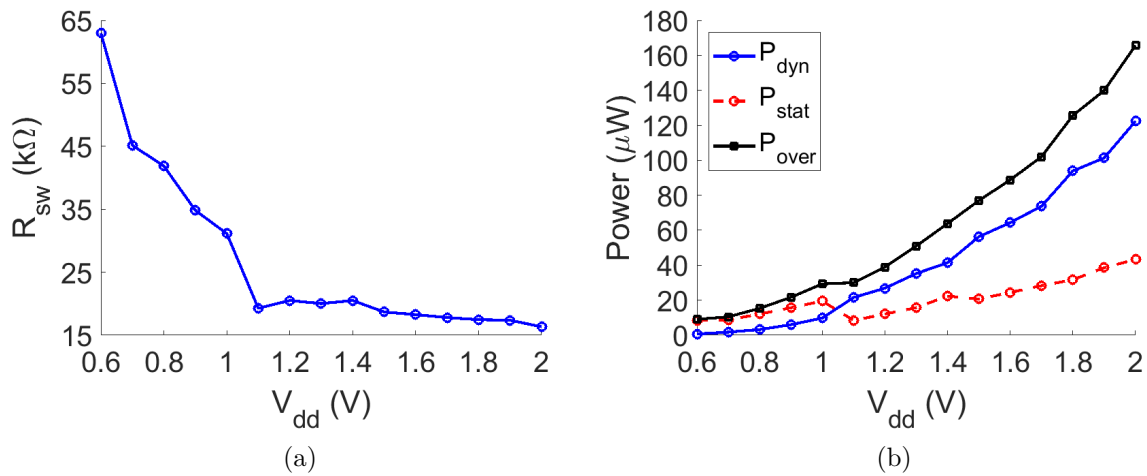 65
55
45
35
25
15
R_sw (kΩ)
0.6 0.8 1 1.2 1.4 1.6 1.8 2
V_dd (V)
(a)
180
160
140
120
100
80
60
40
20
0
Power (μW)
P_dyn
P_stat
P_over
0.6 0.8 1 1.2 1.4 1.6 1.8 2
V_dd (V)
(b)